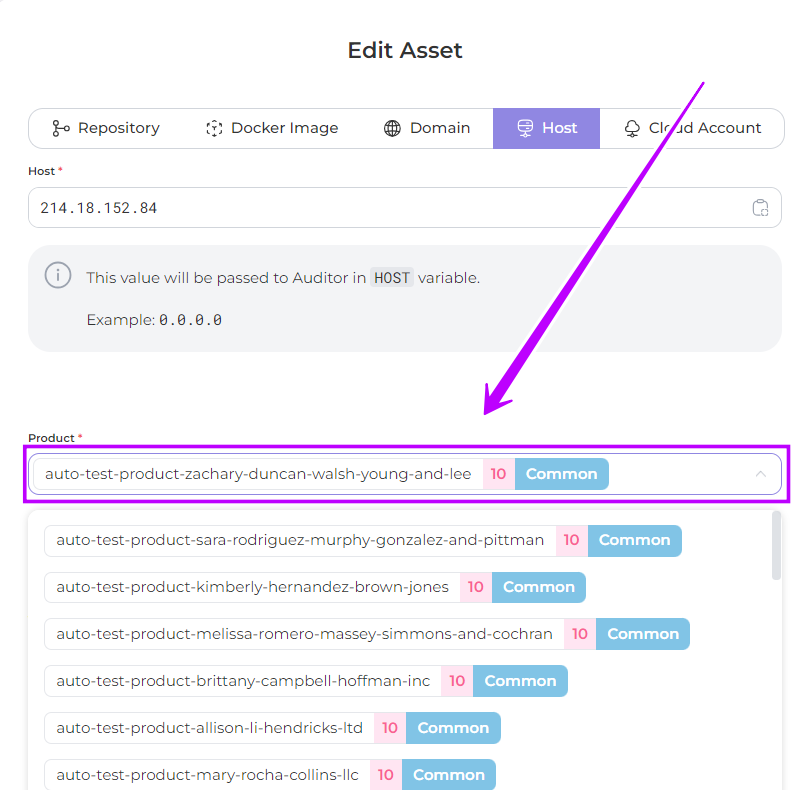 Edit Asset
Repository Docker Image Domain Host Cloud Account
Host *
214.18.152.84
This value will be passed to Auditor in HOST variable.
Example: 0.0.0.0
Product *
auto-test-product-zachary-duncan-walsh-young-and-lee 10 Common
auto-test-product-sara-rodriguez-murphy-gonzalez-and-pittman 10 Common
auto-test-product-kimberly-hernandez-brown-jones 10 Common
auto-test-product-melissa-romero-massey-simmons-and-cochran 10 Common
auto-test-product-brittany-campbell-hoffman-inc 10 Common
auto-test-product-allison-li-hendricks-ltd 10 Common
auto-test-product-mary-rocha-collins-llc 10 Common